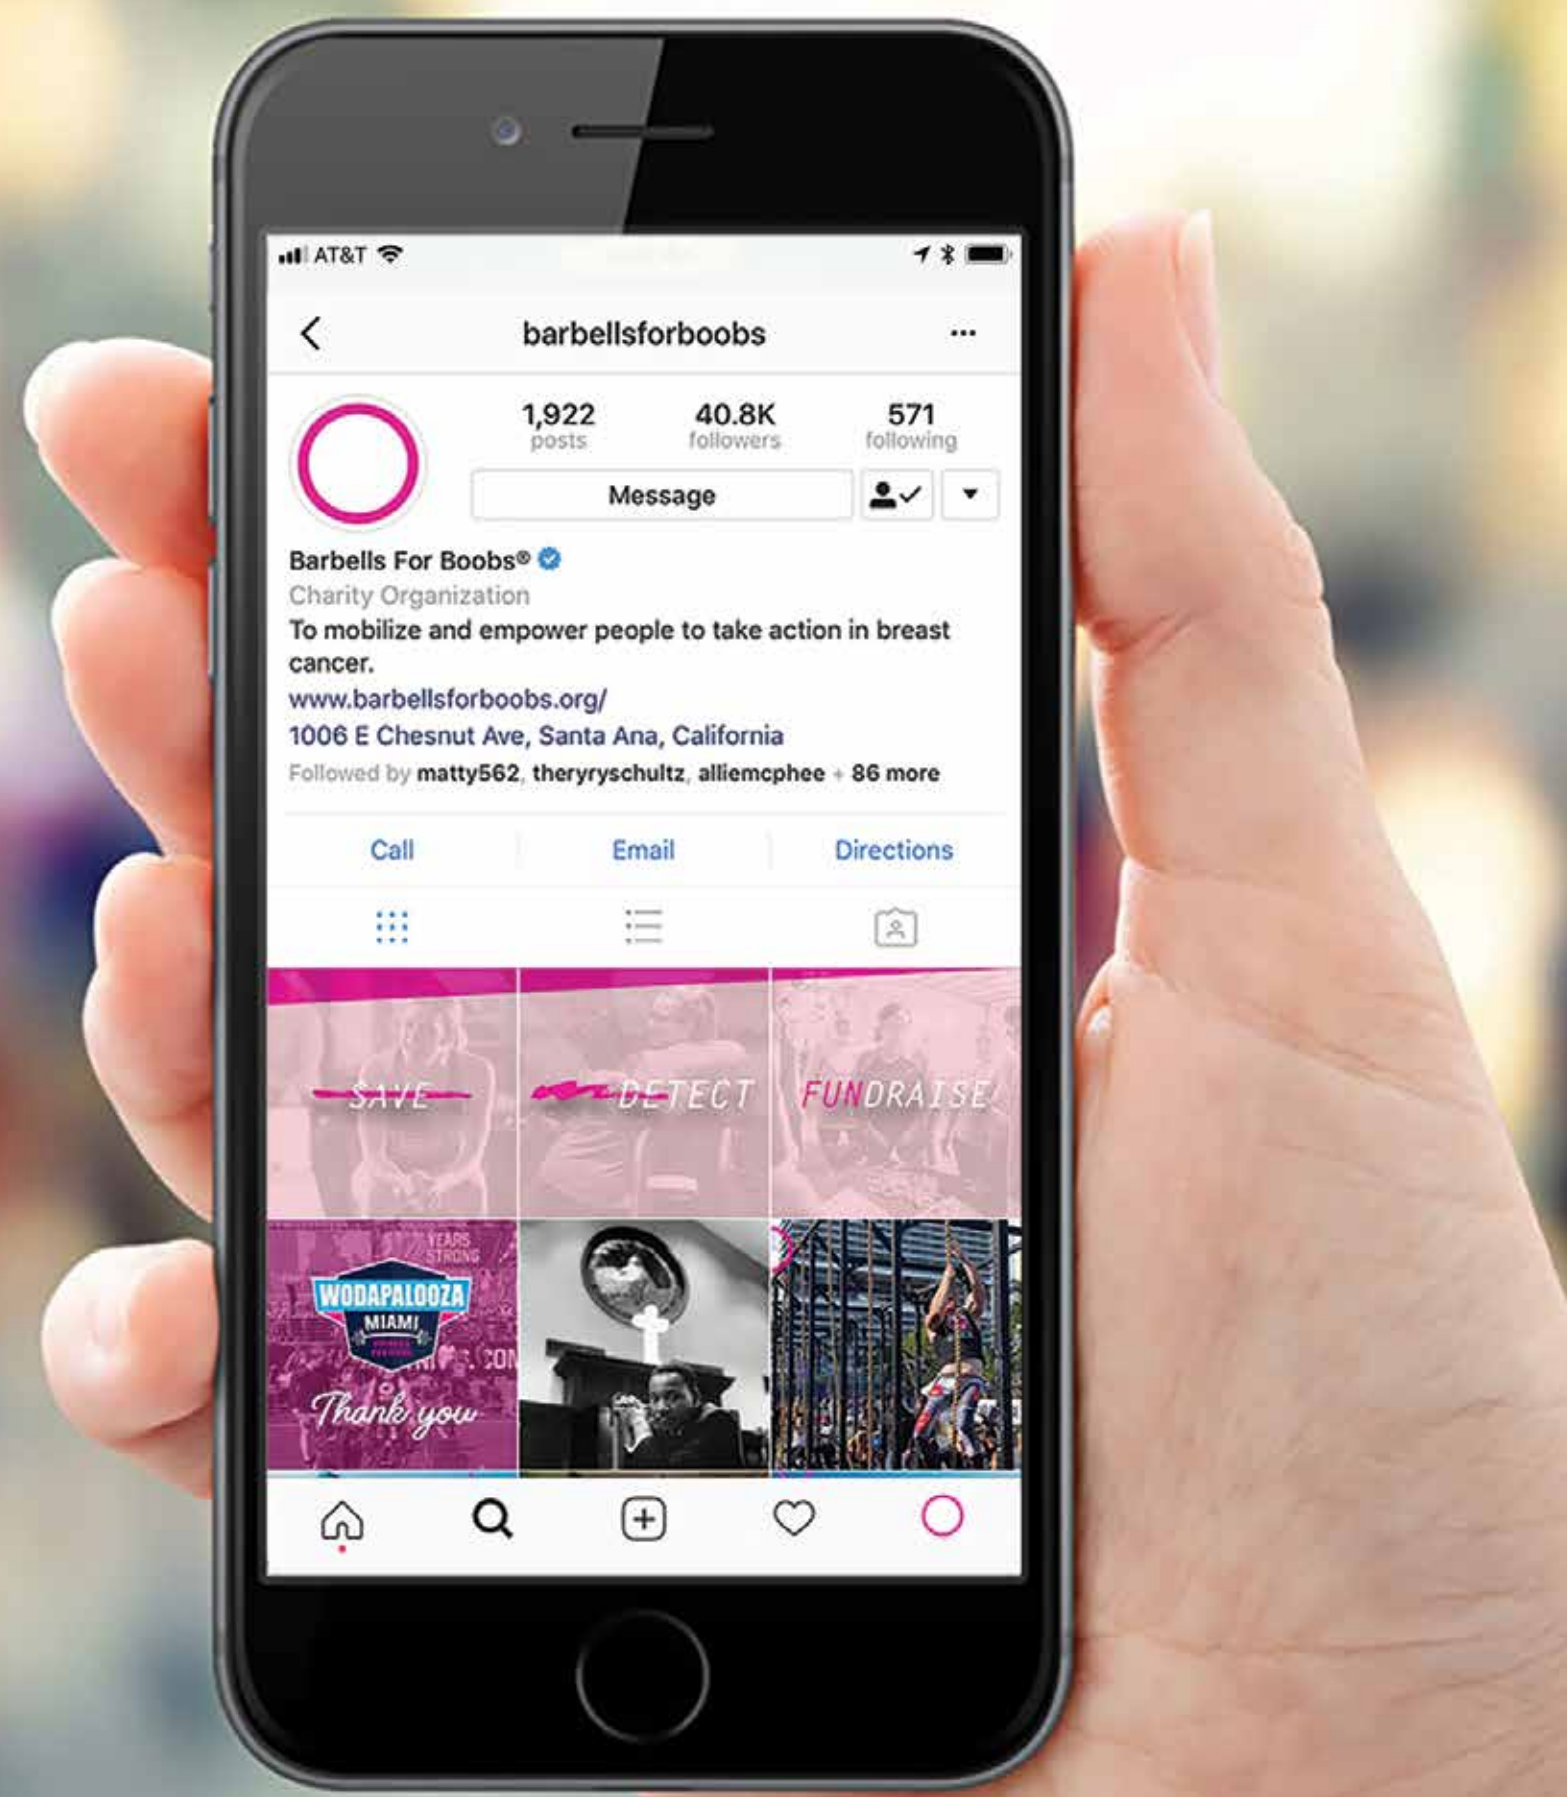 AT&T
barbellsforboobs
1,922 40.8K 571
posts followers following
Message
Barbells For Boobs®
Charity Organization
To mobilize and empower people to take action in breast
cancer.
www.barbellsforboobs.org/
1006 E Chesnut Ave, Santa Ana, California
Followed by matty562, theryryschultz, alliemcphee + 86 more
Call Email Directions
SAVE DETECT FUNDRAISE
YEARS
STRONG
WODAPALOOZA
MIAMI
Thank you